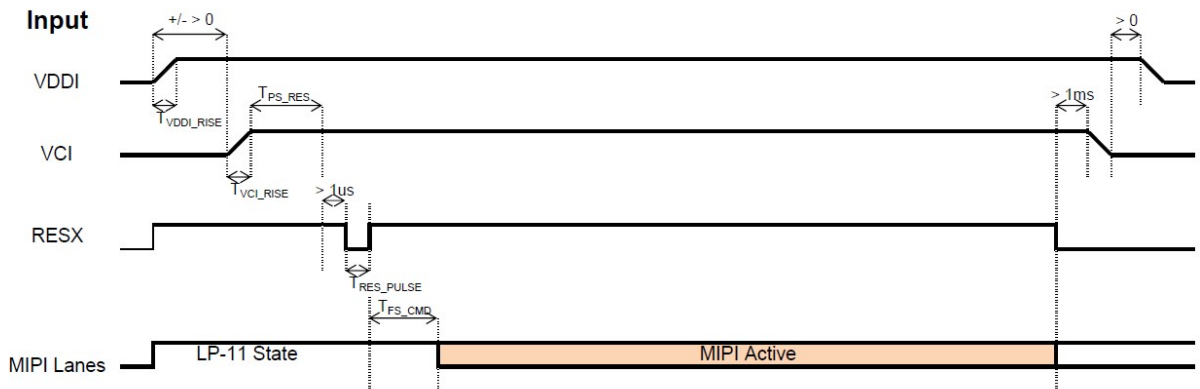 Input
+/- > 0
> 0
VDDI
T_PS_RES
> 1ms
T_VDDI_RISE
VCI
T_VCI_RISE
> 1us
RESX
T_RES_PULSE
T_FS_CMD
MIPI Lanes
LP-11 State
MIPI Active